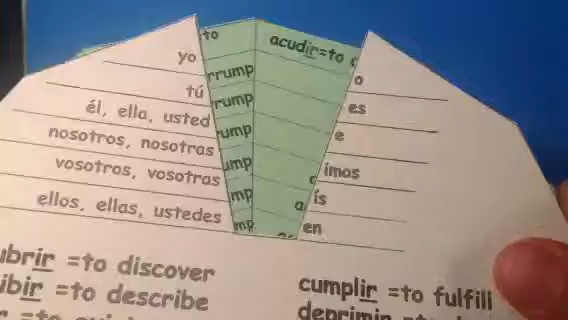 to
acudir=to
yo
rrump
o
tú
rrump
es
él, ella, usted
ump
e
nosotros, nosotras
ump
imos
vosotros, vosotras
mp
ís
ellos, ellas, ustedes
mp
en
ubrir =to discover
ibir =to describe
cumplir =to fulfill